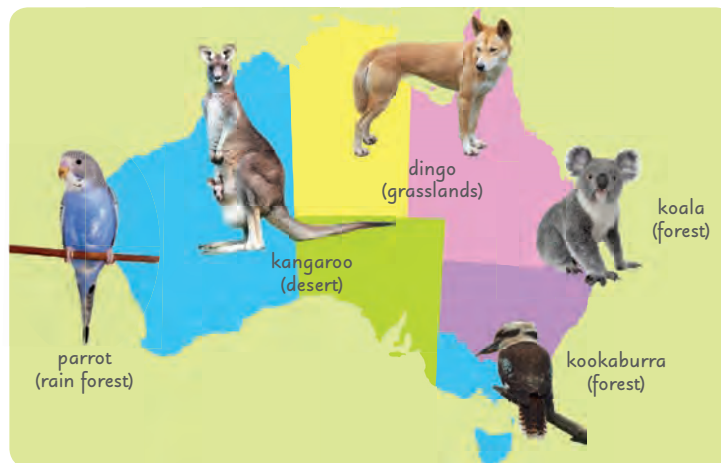 dingo
(grasslands)
koala
(forest)
kangaroo
(desert)
parrot
(rain forest)
kookaburra
(forest)